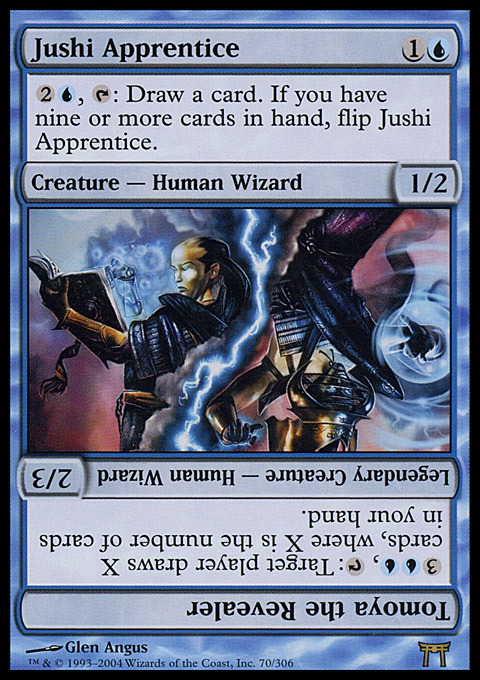 Jushi Apprentice 1
2, : Draw a card. If you have
nine or more cards in hand, flip Jushi
Apprentice.
Creature — Human Wizard 1/2
Legendary Creature — Human Wizard 2/3
3, : Target player draws X
cards, where X is the number of cards
in your hand.
Tomoya the Revealer
Glen Angus
™ & © 1993–2004 Wizards of the Coast, Inc. 70/306